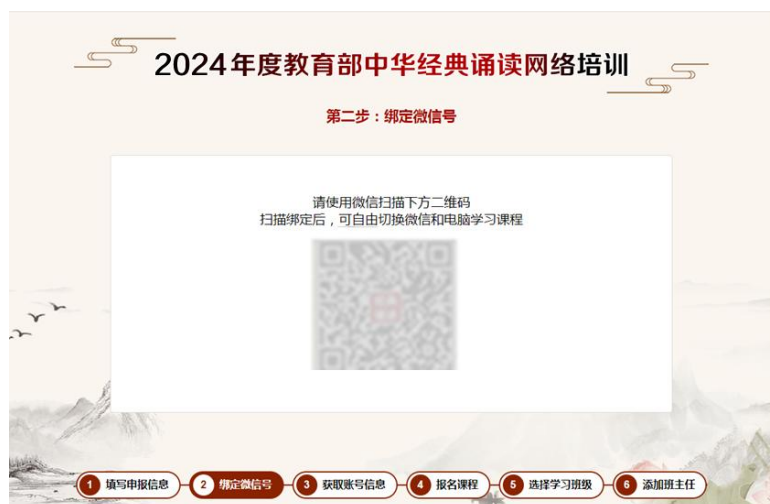 2024年度教育部中华经典诵读网络培训
第二步：绑定微信号
请使用微信扫描下方二维码
扫描绑定后，可自由切换微信和电脑学习课程
1 填写申报信息 2 绑定微信号 3 获取账号信息 4 报名课程 5 选择学习班级 6 添加班主任